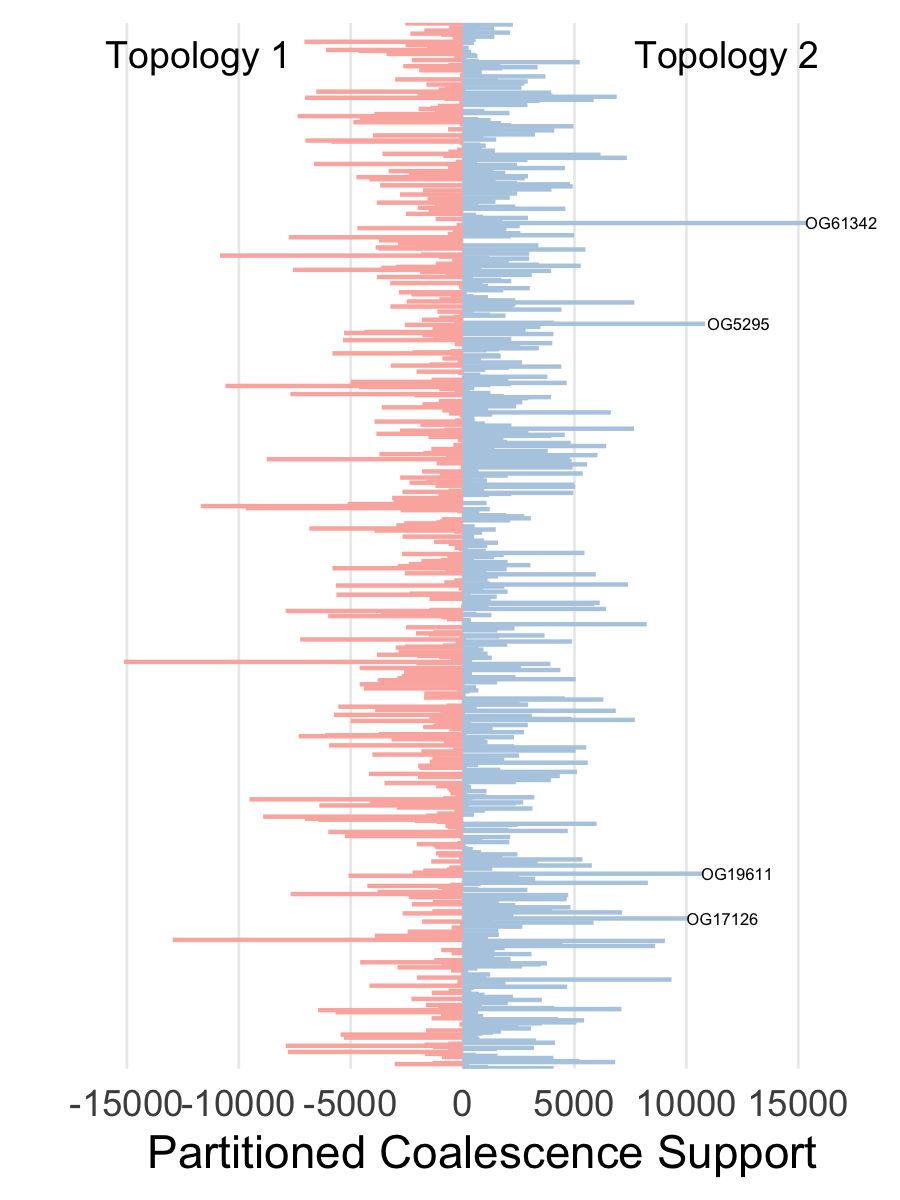 Topology 1 Topology 2
OG61342
OG5295
OG19611
OG17126
-15000 -10000 -5000 0 5000 10000 15000
Partitioned Coalescence Support